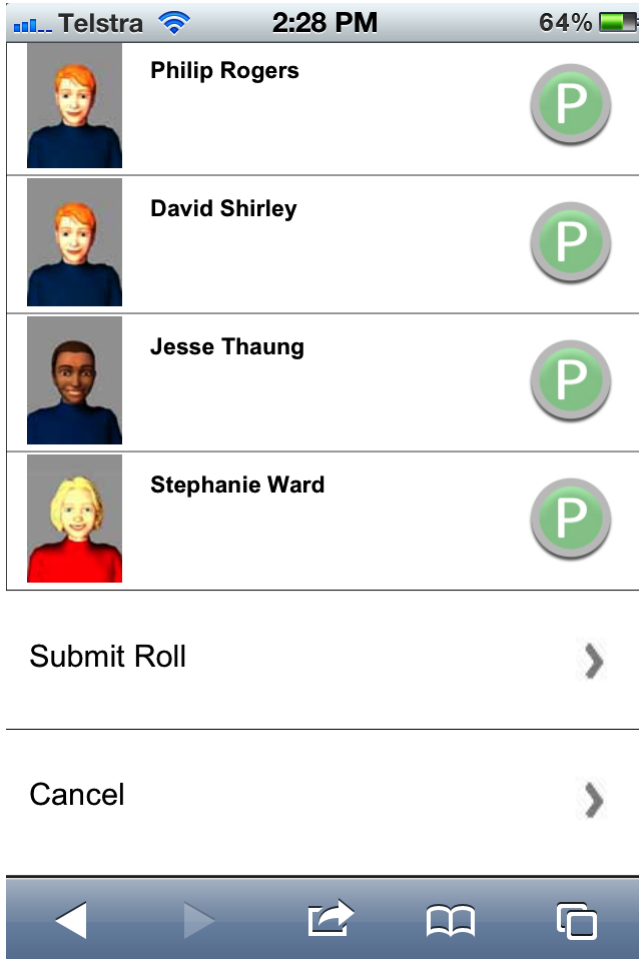 Telstra 2:28 PM 64%
Philip Rogers P
David Shirley P
Jesse Thaung P
Stephanie Ward P
Submit Roll
Cancel